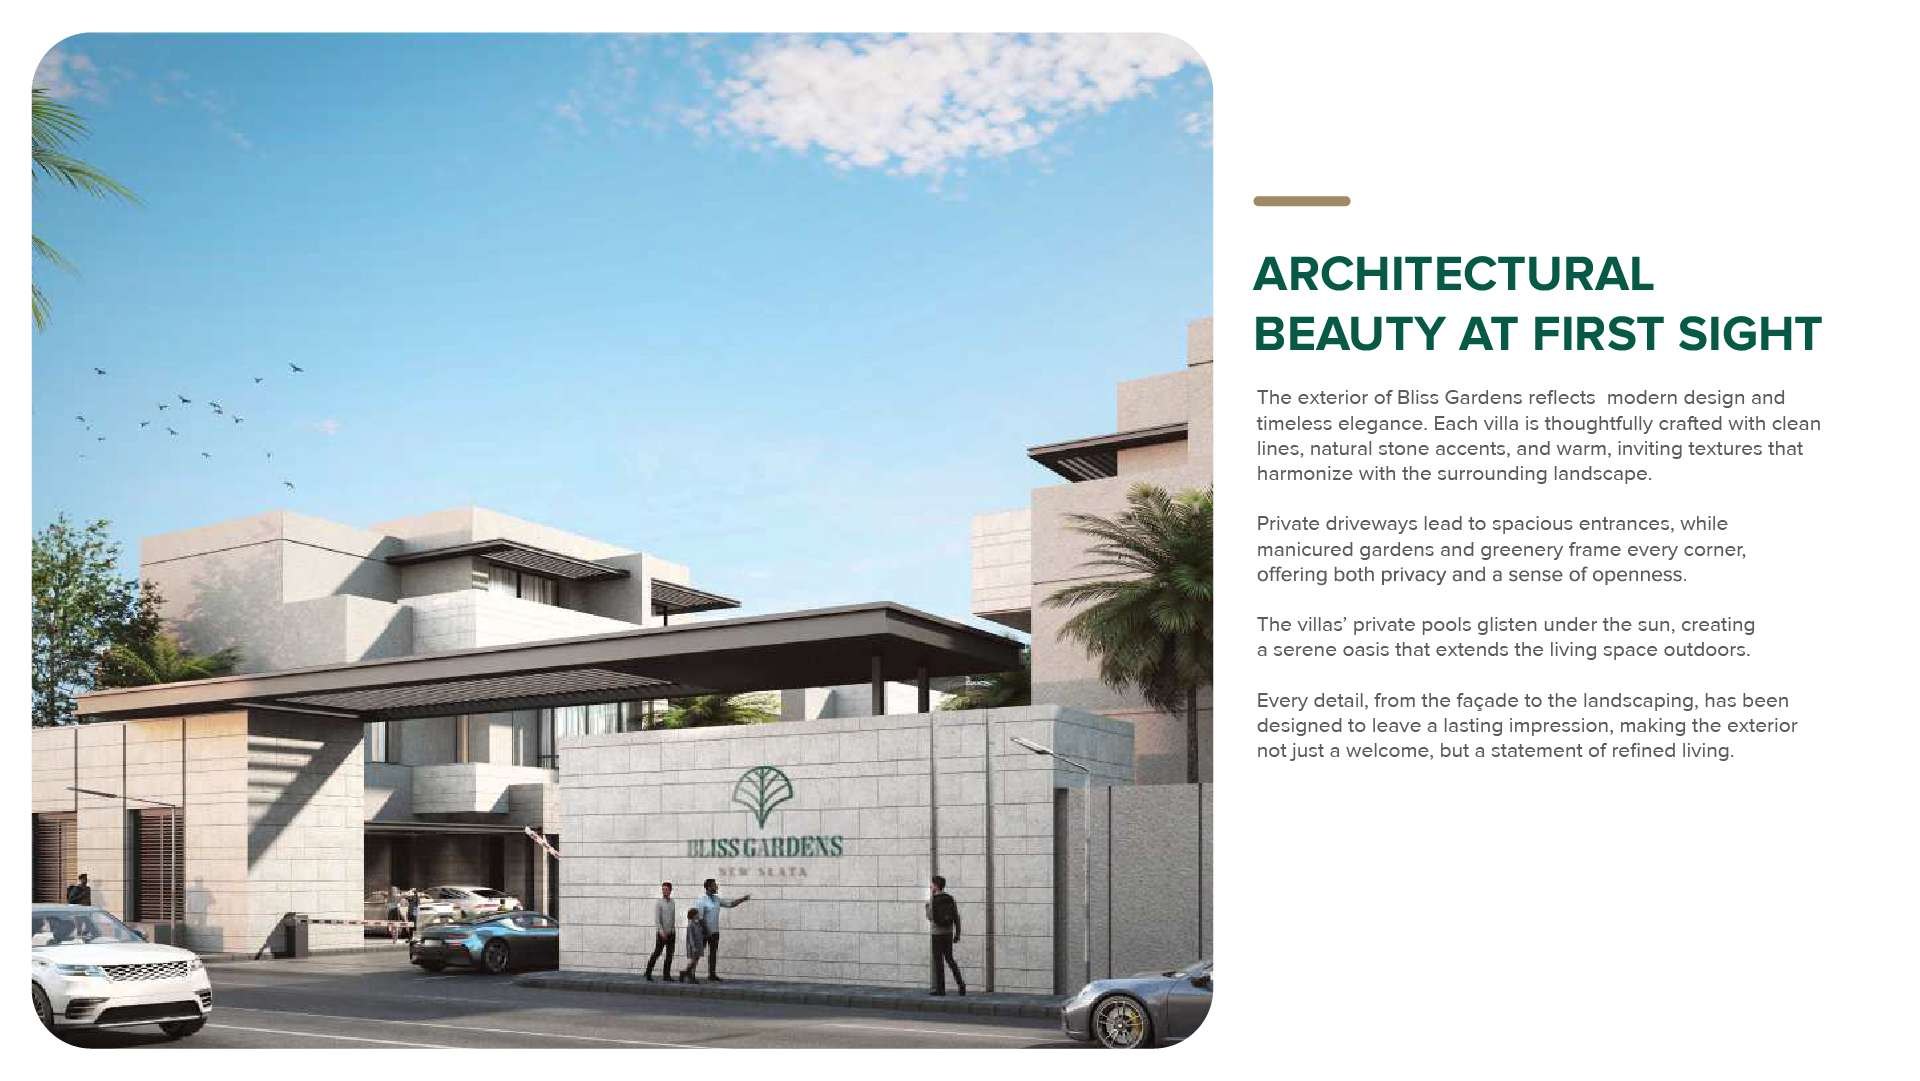 ARCHITECTURAL
BEAUTY AT FIRST SIGHT
The exterior of Bliss Gardens reflects  modern design and
timeless elegance. Each villa is thoughtfully crafted with clean
lines, natural stone accents, and warm, inviting textures that
harmonize with the surrounding landscape.
Private driveways lead to spacious entrances, while
manicured gardens and greenery frame every corner,
offering both privacy and a sense of openness.
The villas’ private pools glisten under the sun, creating
a serene oasis that extends the living space outdoors.
Every detail, from the façade to the landscaping, has been
designed to leave a lasting impression, making the exterior
not just a welcome, but a statement of refined living.
BLISS GARDENS
NEW